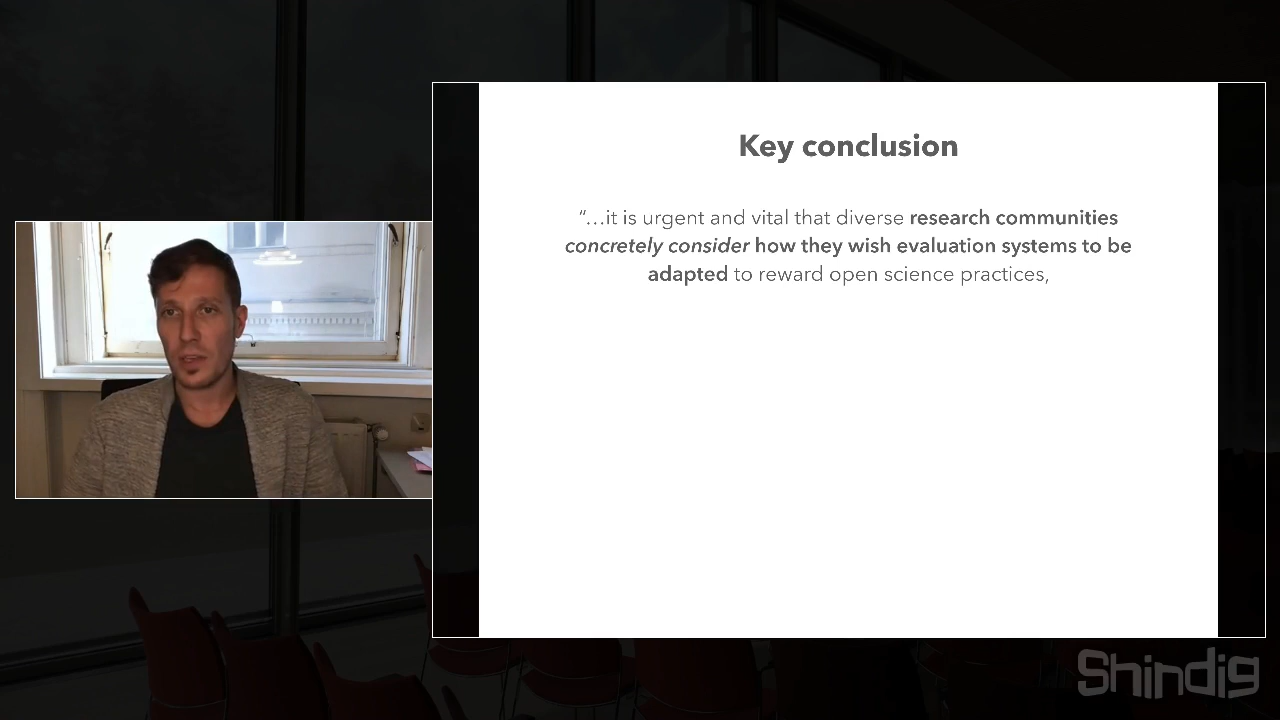 Key conclusion
“…it is urgent and vital that diverse research communities
concretely consider how they wish evaluation systems to be
adapted to reward open science practices,
Shindig